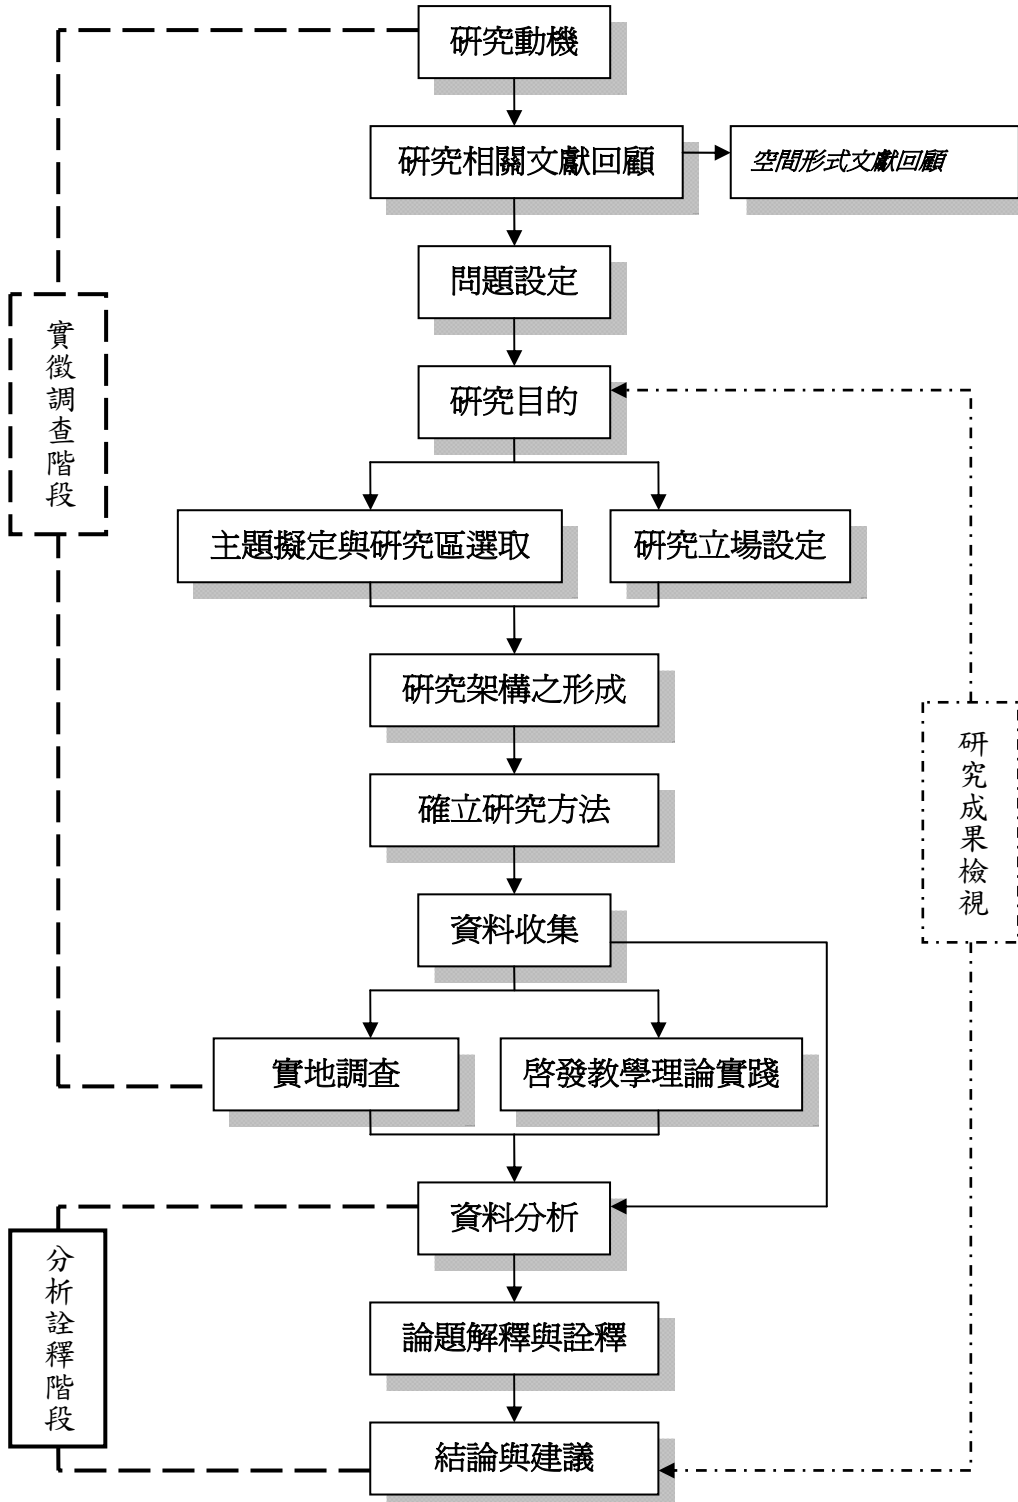 研究動機
研究相關文獻回顧
空間形式文獻回顧
問題設定
實徵調查階段
研究目的
主題擬定與研究區選取
研究立場設定
研究架構之形成
研究成果檢視
確立研究方法
資料收集
實地調查
啓發教學理論實踐
資料分析
分析詮釋階段
論題解釋與詮釋
結論與建議